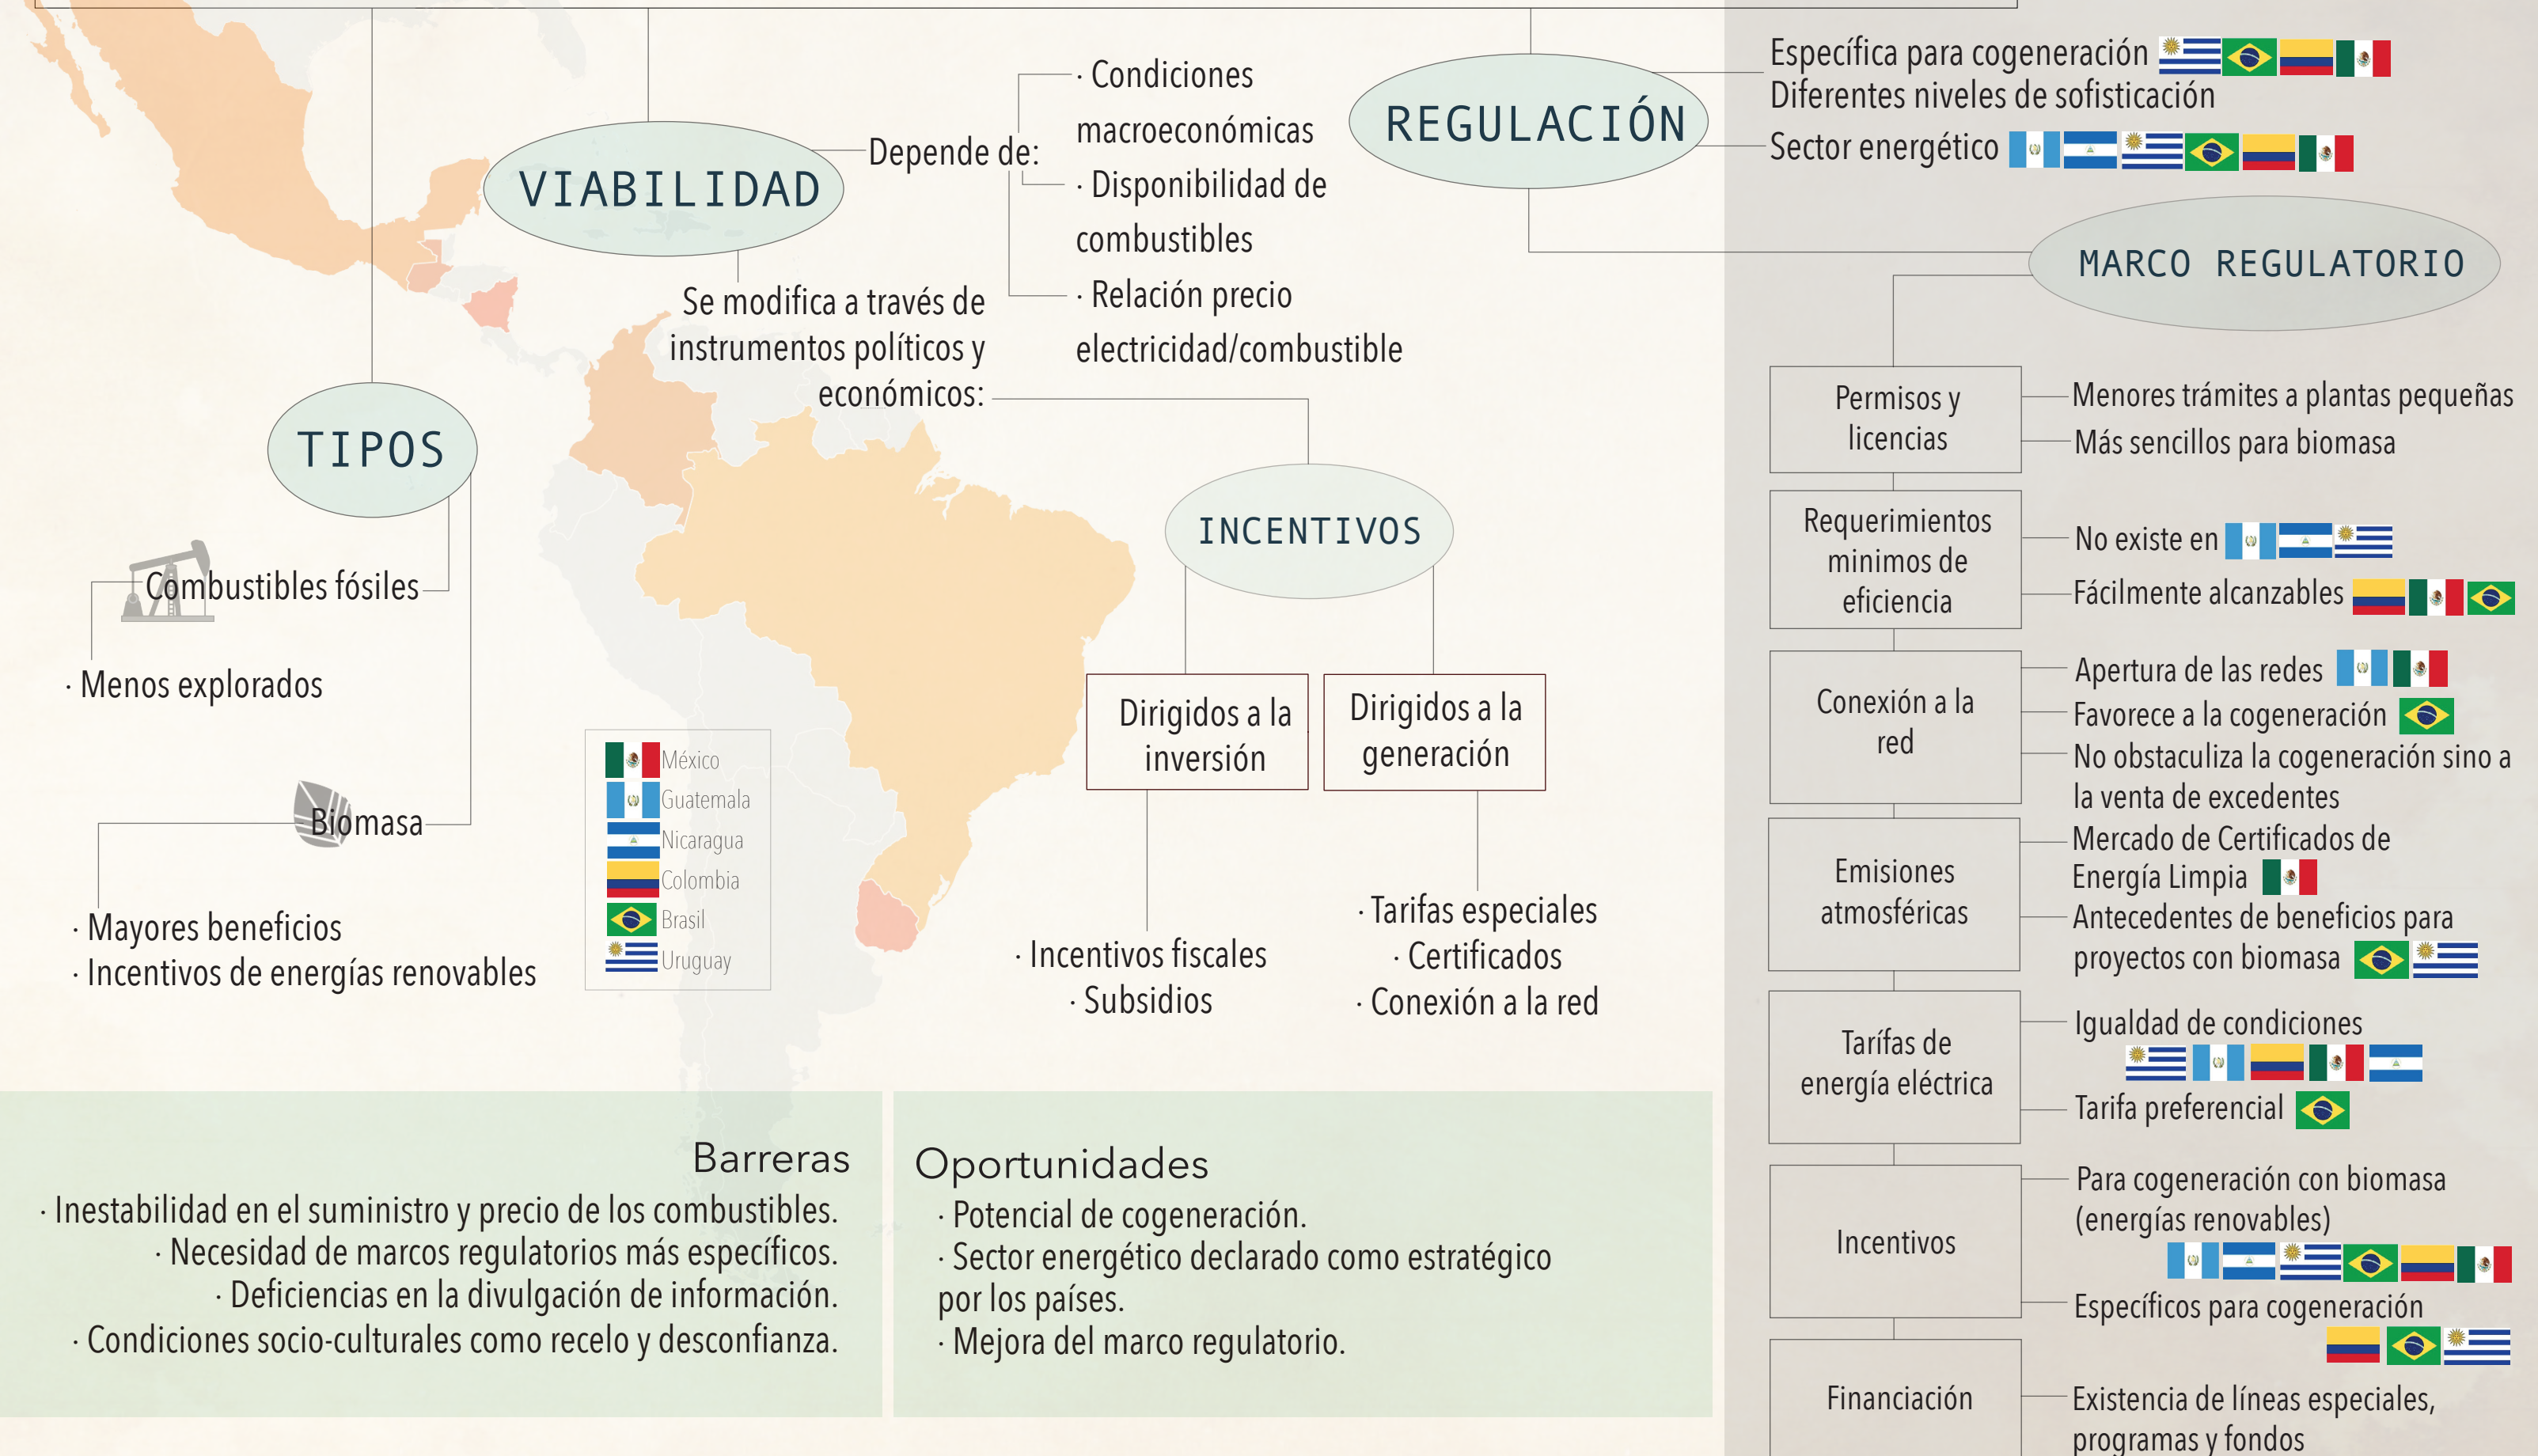 VIABILIDAD
Depende de:
· Condiciones
macroeconómicas
· Disponibilidad de
combustibles
· Relación precio
electricidad/combustible
Se modifica a través de
instrumentos políticos y
económicos:
INCENTIVOS
Dirigidos a la
inversión
· Incentivos fiscales
· Subsidios
Dirigidos a la
generación
· Tarifas especiales
· Certificados
· Conexión a la red
TIPOS
Combustibles fósiles
· Menos explorados
Biomasa
· Mayores beneficios
· Incentivos de energías renovables
México
Guatemala
Nicaragua
Colombia
Brasil
Uruguay
Barreras
· Inestabilidad en el suministro y precio de los combustibles.
· Necesidad de marcos regulatorios más específicos.
· Deficiencias en la divulgación de información.
· Condiciones socio-culturales como recelo y desconfianza.
Oportunidades
· Potencial de cogeneración.
· Sector energético declarado como estratégico
por los países.
· Mejora del marco regulatorio.
REGULACIÓN
Específica para cogeneración
Diferentes niveles de sofisticación
Sector energético
MARCO REGULATORIO
Permisos y
licencias
Menores trámites a plantas pequeñas
Más sencillos para biomasa
Requerimientos
minimos de
eficiencia
No existe en
Fácilmente alcanzables
Conexión a la
red
Apertura de las redes
Favorece a la cogeneración
No obstaculiza la cogeneración sino a
la venta de excedentes
Emisiones
atmosféricas
Mercado de Certificados de
Energía Limpia
Antecedentes de beneficios para
proyectos con biomasa
Tarífas de
energía eléctrica
Igualdad de condiciones
Tarifa preferencial
Incentivos
Para cogeneración con biomasa
(energías renovables)
Específicos para cogeneración
Financiación
Existencia de líneas especiales,
programas y fondos